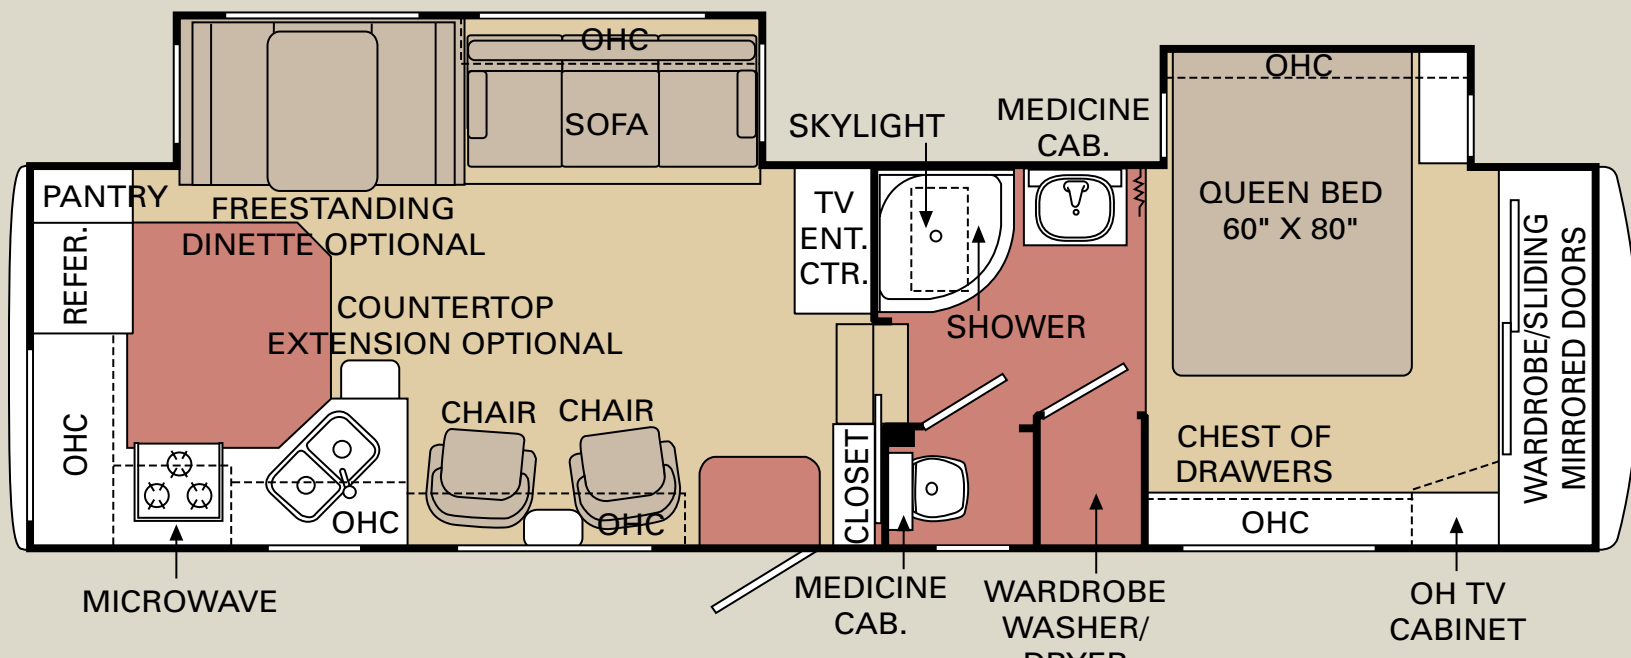 OHC
SOFA
SKYLIGHT
MEDICINE
CAB.
OHC
PANTRY
FREESTANDING
DINETTE OPTIONAL
REFER.
TV
ENT.
CTR.
QUEEN BED
60" X 80"
COUNTERTOP
EXTENSION OPTIONAL
SHOWER
WARDROBE/SLIDING
MIRRORED DOORS
OHC
CHAIR
CHAIR
CHEST OF
DRAWERS
CLOSET
OHC
OHC
OHC
MICROWAVE
MEDICINE
CAB.
WARDROBE
WASHER/
DRYER
OH TV
CABINET